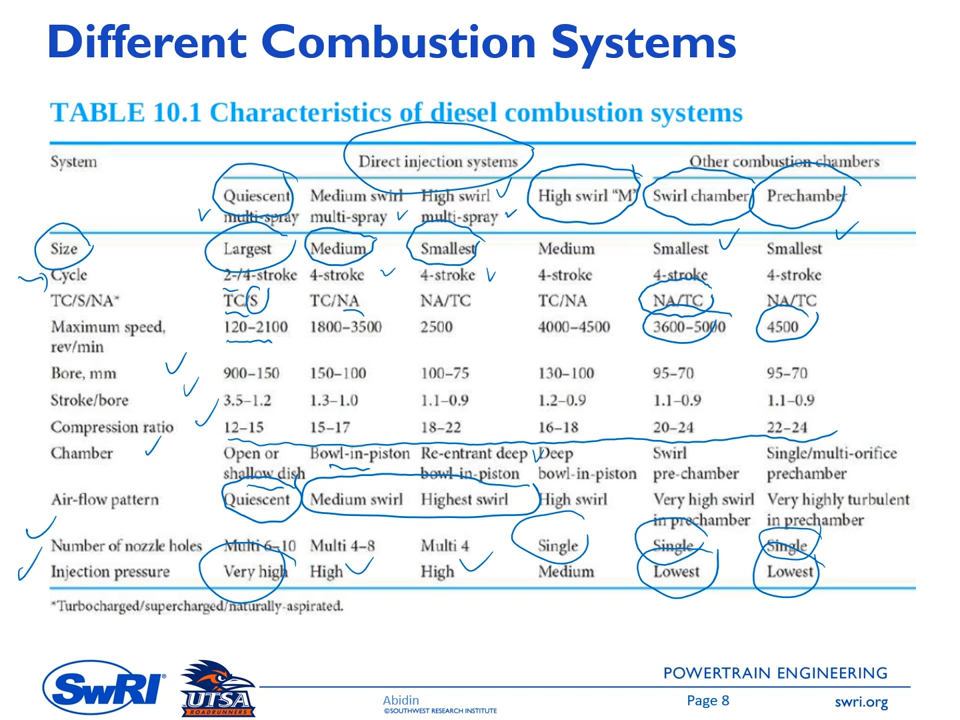 Different Combustion Systems
TABLE 10.1 Characteristics of diesel combustion systems
System Direct injection systems Other combustion chambers
Quiescent Medium swirl High swirl High swirl "M" Swirl chamber Prechamber
multi-spray multi-spray multi-spray
Size Largest Medium Smallest Medium Smallest Smallest
Cycle 2-/4-stroke 4-stroke 4-stroke 4-stroke 4-stroke 4-stroke
TC/S/NA* TC/S TC/NA NA/TC TC/NA NA/TC NA/TC
Maximum speed, 120–2100 1800–3500 2500 4000–4500 3600–5000 4500
rev/min
Bore, mm 900–150 150–100 100–75 130–100 95–70 95–70
Stroke/bore 3.5–1.2 1.3–1.0 1.1–0.9 1.2–0.9 1.1–0.9 1.1–0.9
Compression ratio 12–15 15–17 18–22 16–18 20–24 22–24
Chamber Open or Bowl-in-piston Re-entrant deep Deep Swirl Single/multi-orifice
shallow dish bowl-in-piston bowl-in-piston pre-chamber prechamber
Air-flow pattern Quiescent Medium swirl Highest swirl High swirl Very high swirl Very highly turbulent
in prechamber in prechamber
Number of nozzle holes Multi 6–10 Multi 4–8 Multi 4 Single Single Single
Injection pressure Very high High High Medium Lowest Lowest
*Turbocharged/supercharged/naturally-aspirated.
POWERTRAIN ENGINEERING
SwRI® UTSA
ROADRUNNERS
Abidin Page 8 swri.org
©SOUTHWEST RESEARCH INSTITUTE